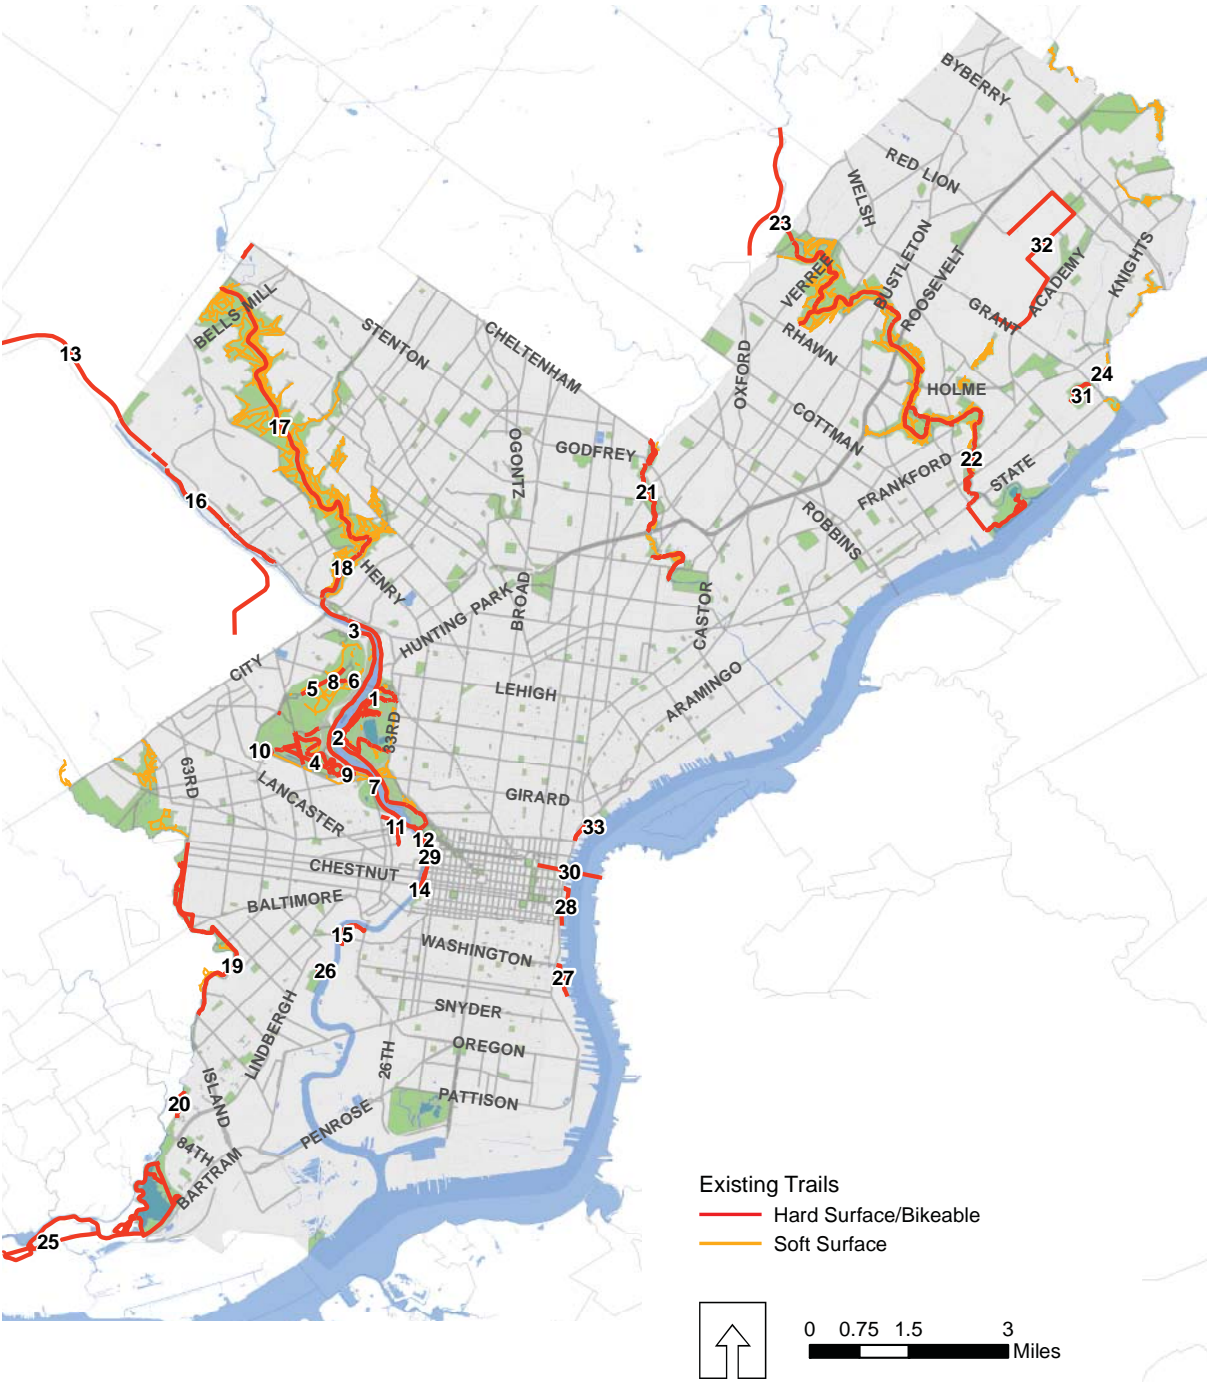 BYBERRY
RED LION
WELSH
23
32
BUSTLETON
ROOSEVELT
VERREE
ACADEMY
KNIGHTS
BELLS MILL
STENTON
CHELTENHAM
GRANT
RHAWN
13
OXFORD
24
HOLME
31
17
COTTMAN
OGONTZ
GODFREY
22
FRANKFORD
STATE
21
16
ROBBINS
18
HENRY
HUNTING PARK
BROAD
CASTOR
3
CITY
5
8
6
LEHIGH
ARAMINGO
1
33RD
2
10
4
63RD
9
7
LANCASTER
GIRARD
11
33
12
29
CHESTNUT
30
14
BALTIMORE
28
15
WASHINGTON
19
26
27
SNYDER
LINDBERGH
OREGON
26TH
ISLAND
PATTISON
20
PENROSE
84TH
BARTRAM
25
Existing Trails
Hard Surface/Bikeable
Soft Surface
0 0.75 1.5 3
Miles